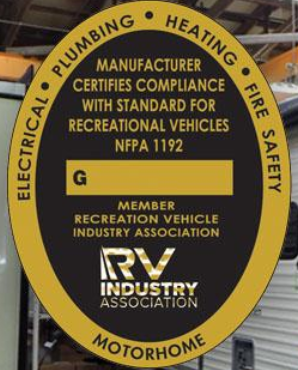 ELECTRICAL • PLUMBING • HEATING • FIRE SAFETY
MANUFACTURER
CERTIFIES COMPLIANCE
WITH STANDARD FOR
RECREATIONAL VEHICLES
NFPA 1192
G
MEMBER
RECREATION VEHICLE
INDUSTRY ASSOCIATION
RV
INDUSTRY
ASSOCIATION
MOTORHOME